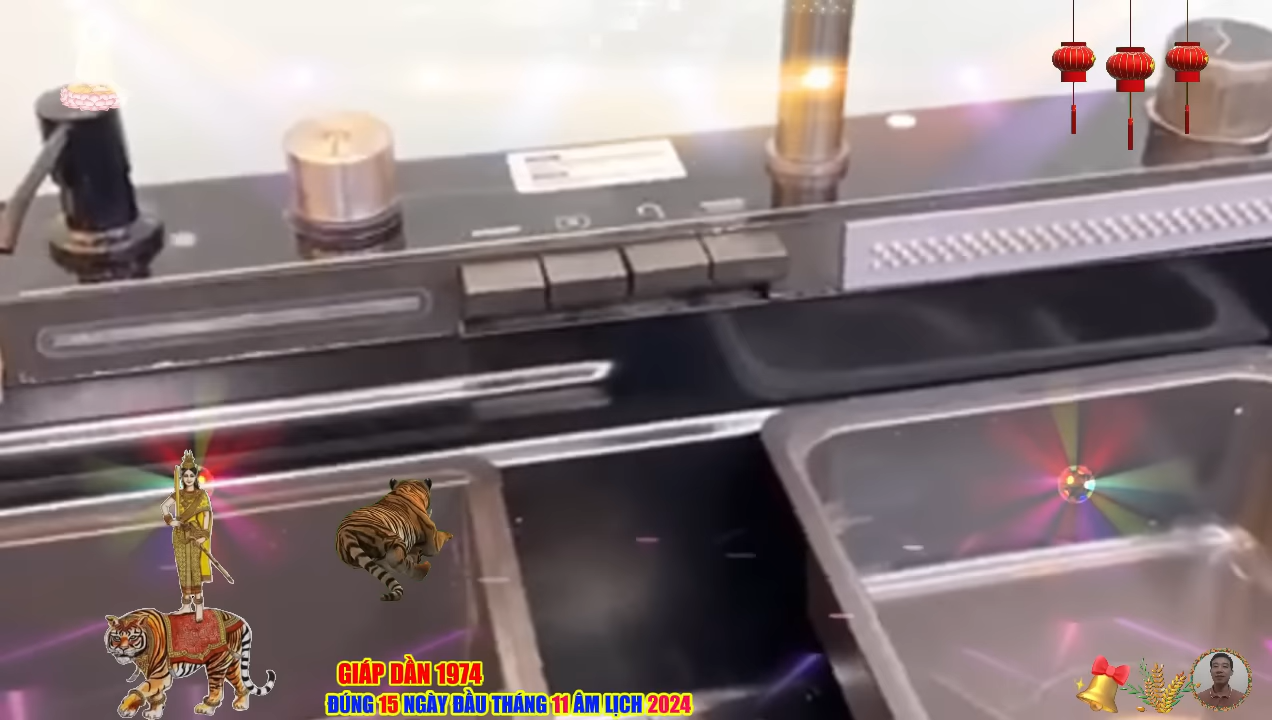 GIÁP DẦN 1974
ĐÚNG 15 NGÀY ĐẦU THÁNG 11 ÂM LỊCH 2024